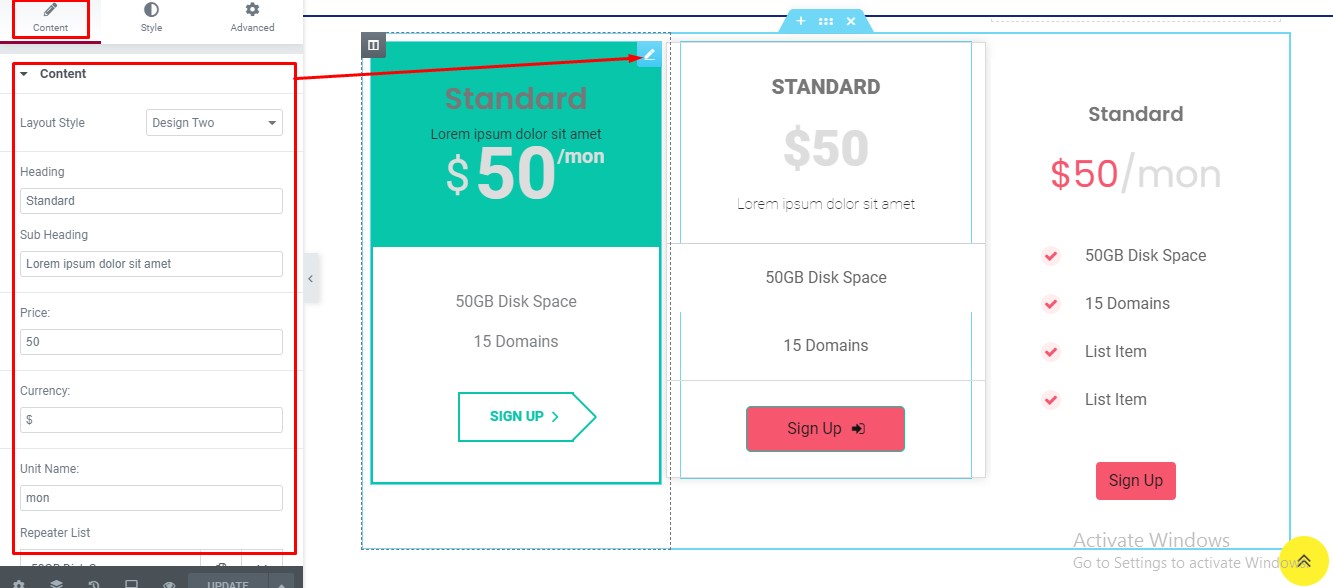 Content
Style
Advanced
Content
Layout Style
Design Two
Heading
Standard
Sub Heading
Lorem ipsum dolor sit amet
Price:
50
Currency:
$
Unit Name:
mon
Repeater List
UPDATE
Standard
Lorem ipsum dolor sit amet
$ 50 /mon
50GB Disk Space
15 Domains
SIGN UP
STANDARD
$50
Lorem ipsum dolor sit amet
50GB Disk Space
15 Domains
Sign Up
Standard
$50/mon
50GB Disk Space
15 Domains
List Item
List Item
Sign Up
Activate Windows
Go to Settings to activate Windows.